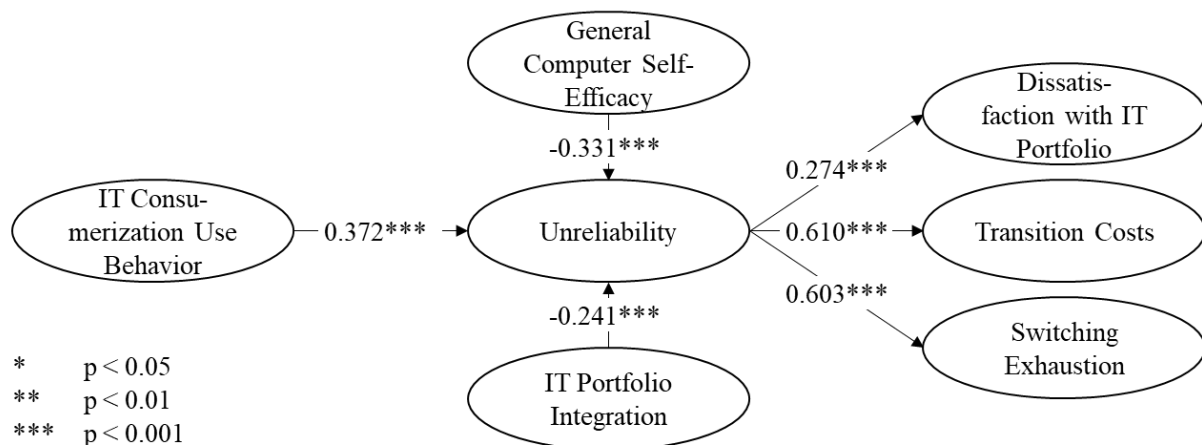 General
Computer Self-
Efficacy
-0.331***
IT Consu-
merization Use
Behavior
0.372***
Unreliability
-0.241***
IT Portfolio
Integration
0.274***
0.610***
0.603***
Dissatis-
faction with IT
Portfolio
Transition Costs
Switching
Exhaustion
* p < 0.05
** p < 0.01
*** p < 0.001